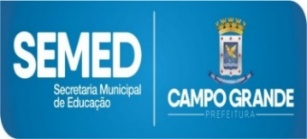 SEMED
Secretaria Municipal
de Educação
CAMPO GRANDE
PREFEITURA